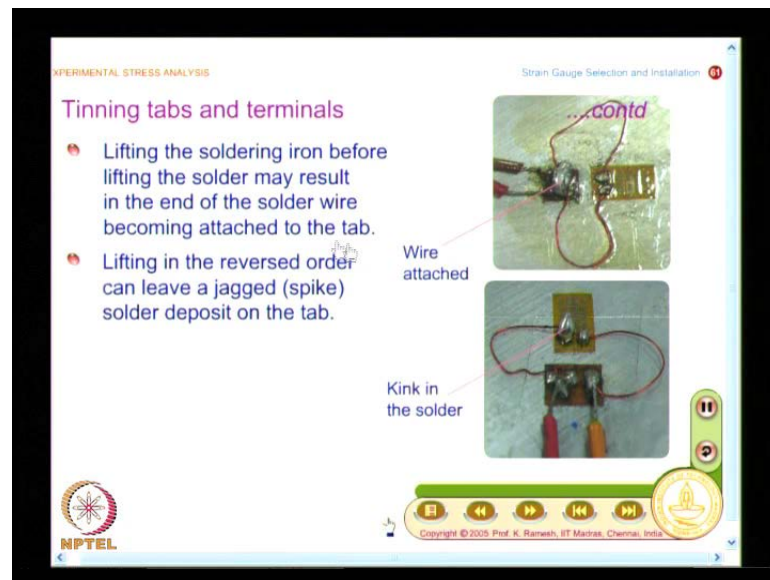 XPERIMENTAL STRESS ANALYSIS
Strain Gauge Selection and Installation 61
Tinning tabs and terminals
....contd
Lifting the soldering iron before
lifting the solder may result
in the end of the solder wire
becoming attached to the tab.
Lifting in the reversed order
can leave a jagged (spike)
solder deposit on the tab.
Wire
attached
Kink in
the solder
NPTEL
Copyright © 2005 Prof. K. Ramesh, IIT Madras, Chennai, India